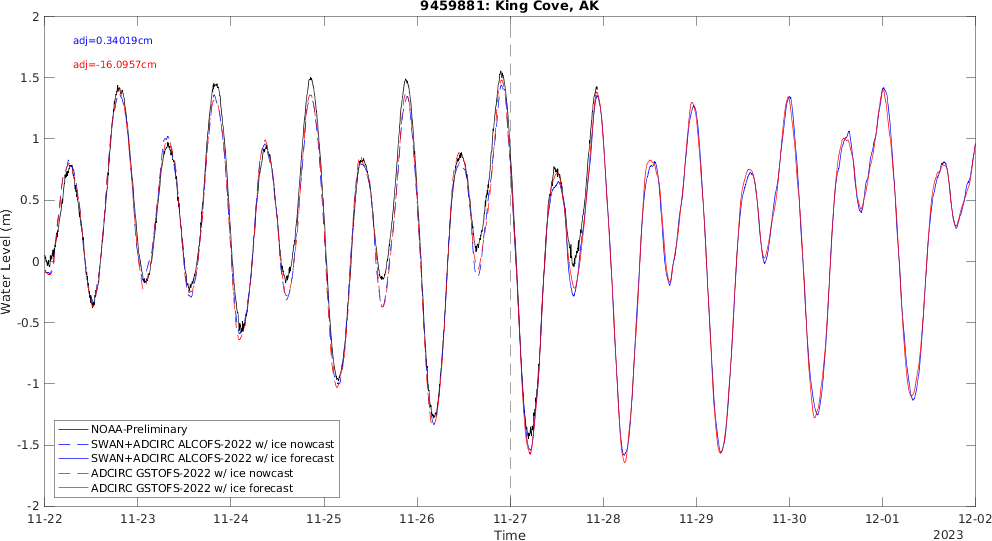 9459881: King Cove, AK
adj=0.34019cm
adj=-16.0957cm
Water Level (m)
2
1.5
1
0.5
0
-0.5
-1
-1.5
-2
NOAA-Preliminary
SWAN+ADCIRC ALCOFS-2022 w/ ice nowcast
SWAN+ADCIRC ALCOFS-2022 w/ ice forecast
ADCIRC GSTOFS-2022 w/ ice nowcast
ADCIRC GSTOFS-2022 w/ ice forecast
11-22 11-23 11-24 11-25 11-26 11-27 11-28 11-29 11-30 12-01 12-02
Time
2023